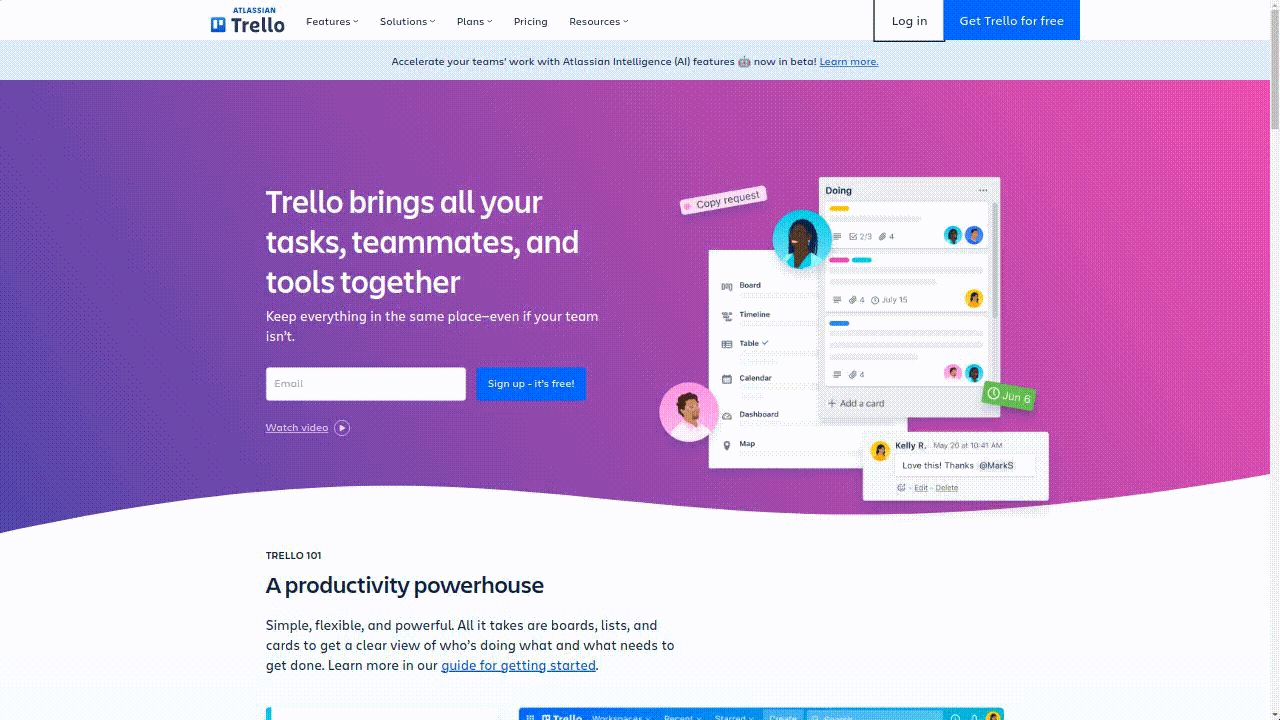 ATLASSIAN
Trello
Features
Solutions
Plans
Pricing
Resources
Log in
Get Trello for free
Accelerate your teams' work with Atlassian Intelligence (AI) features 🤖 now in beta! Learn more.
Trello brings all your
tasks, teammates, and
tools together
Keep everything in the same place—even if your team
isn't.
Email
Sign up - it's free!
Watch video
Copy request
Doing
2/3
4
4
July 15
4
+ Add a card
Board
Timeline
Table
Calendar
Dashboard
Map
Jun 6
Kelly R. May 20 at 10:41 AM
Love this! Thanks @MarkS
- Edit - Delete
TRELLO 101
A productivity powerhouse
Simple, flexible, and powerful. All it takes are boards, lists, and
cards to get a clear view of who's doing what and what needs to
get done. Learn more in our guide for getting started.
Trello Workspaces Recent Starred Create Search